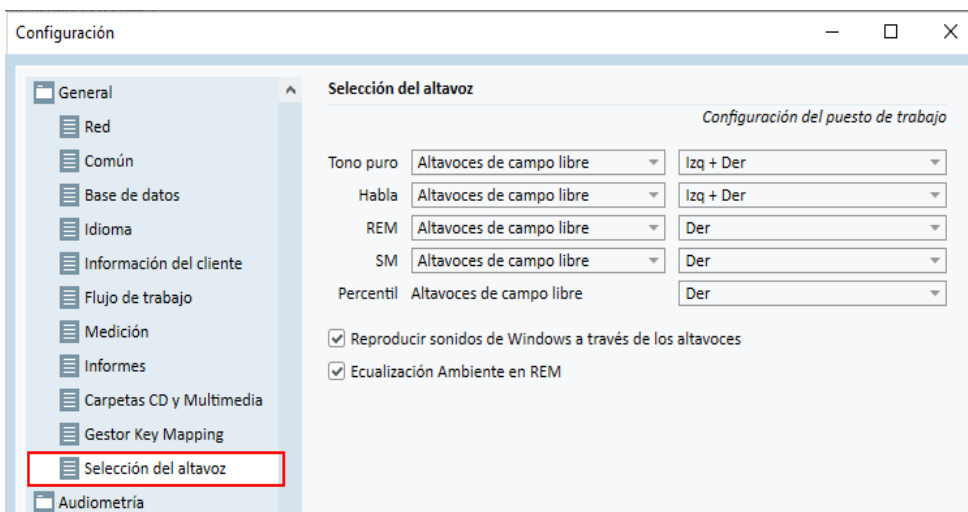 Configuración
General
Red
Común
Base de datos
Idioma
Información del cliente
Flujo de trabajo
Medición
Informes
Carpetas CD y Multimedia
Gestor Key Mapping
Selección del altavoz
Audiometría
Selección del altavoz
Configuración del puesto de trabajo
Tono puro Altavoces de campo libre Izq + Der
Habla Altavoces de campo libre Izq + Der
REM Altavoces de campo libre Der
SM Altavoces de campo libre Der
Percentil Altavoces de campo libre Der
Reproducir sonidos de Windows a través de los altavoces
Ecualización Ambiente en REM